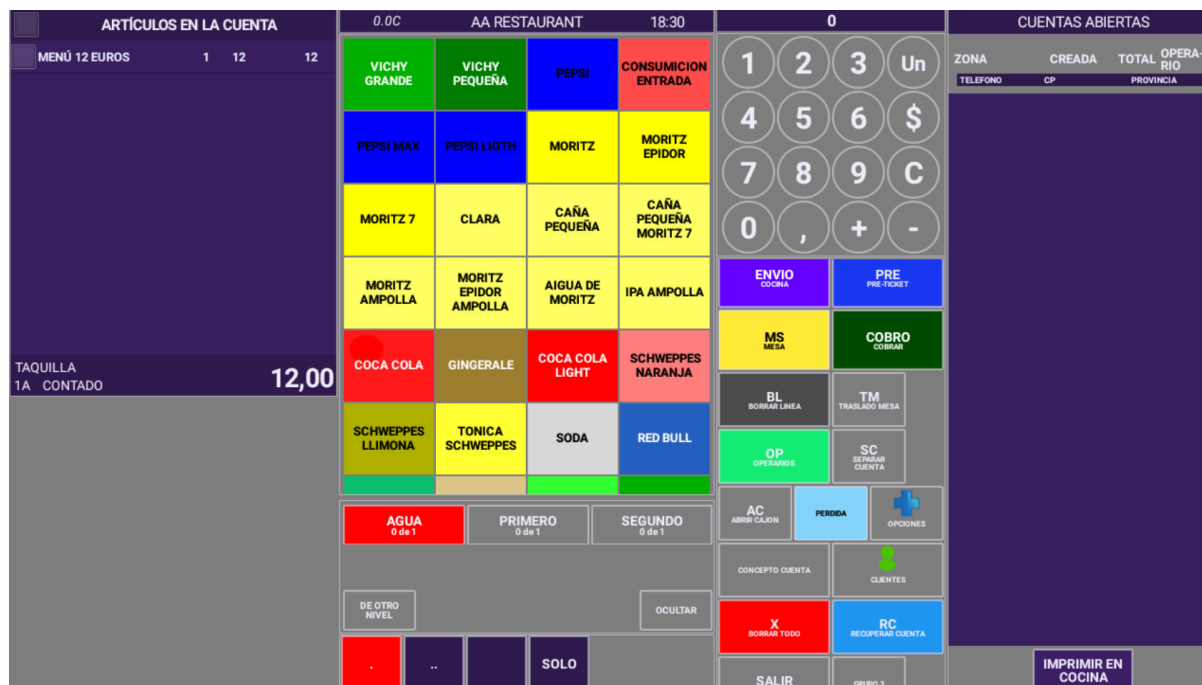 ARTÍCULOS EN LA CUENTA
MENÚ 12 EUROS 1 12 12
TAQUILLA
1A CONTADO
12,00
0.0C AA RESTAURANT 18:30
VICHY
GRANDE
VICHY
PEQUEÑA
PEPSI
CONSUMICION
ENTRADA
PEPSI MAX
PEPSI LIGTH
MORITZ
MORITZ
EPIDOR
MORITZ 7
CLARA
CAÑA
PEQUEÑA
CAÑA
PEQUEÑA
MORITZ 7
MORITZ
AMPOLLA
MORITZ
EPIDOR
AMPOLLA
AIGUA DE
MORITZ
IPA AMPOLLA
COCA COLA
GINGERALE
COCA COLA
LIGHT
SCHWEPPES
NARANJA
SCHWEPPES
LLIMONA
TONICA
SCHWEPPES
SODA
RED BULL
AGUA
0 de 1
PRIMERO
0 de 1
SEGUNDO
0 de 1
DE OTRO
NIVEL
OCULTAR
.
..
SOLO
0
1 2 3 Un
4 5 6 $
7 8 9 C
0 , + -
ENVIO
COCINA
PRE
PRE-TICKET
MS
MESA
COBRO
COBRAR
BL
BORRAR LINEA
TM
TRASLADO MESA
OP
OPERARIOS
SC
SEPARAR
CUENTA
AC
ABRIR CAJON
PERDIDA
OPCIONES
CONCEPTO CUENTA
CLIENTES
X
BORRAR TODO
RC
RECUPERAR CUENTA
SALIR
GRUPO 3
CUENTAS ABIERTAS
ZONA CREADA TOTAL OPERA-
RIO
TELEFONO CP PROVINCIA
IMPRIMIR EN
COCINA